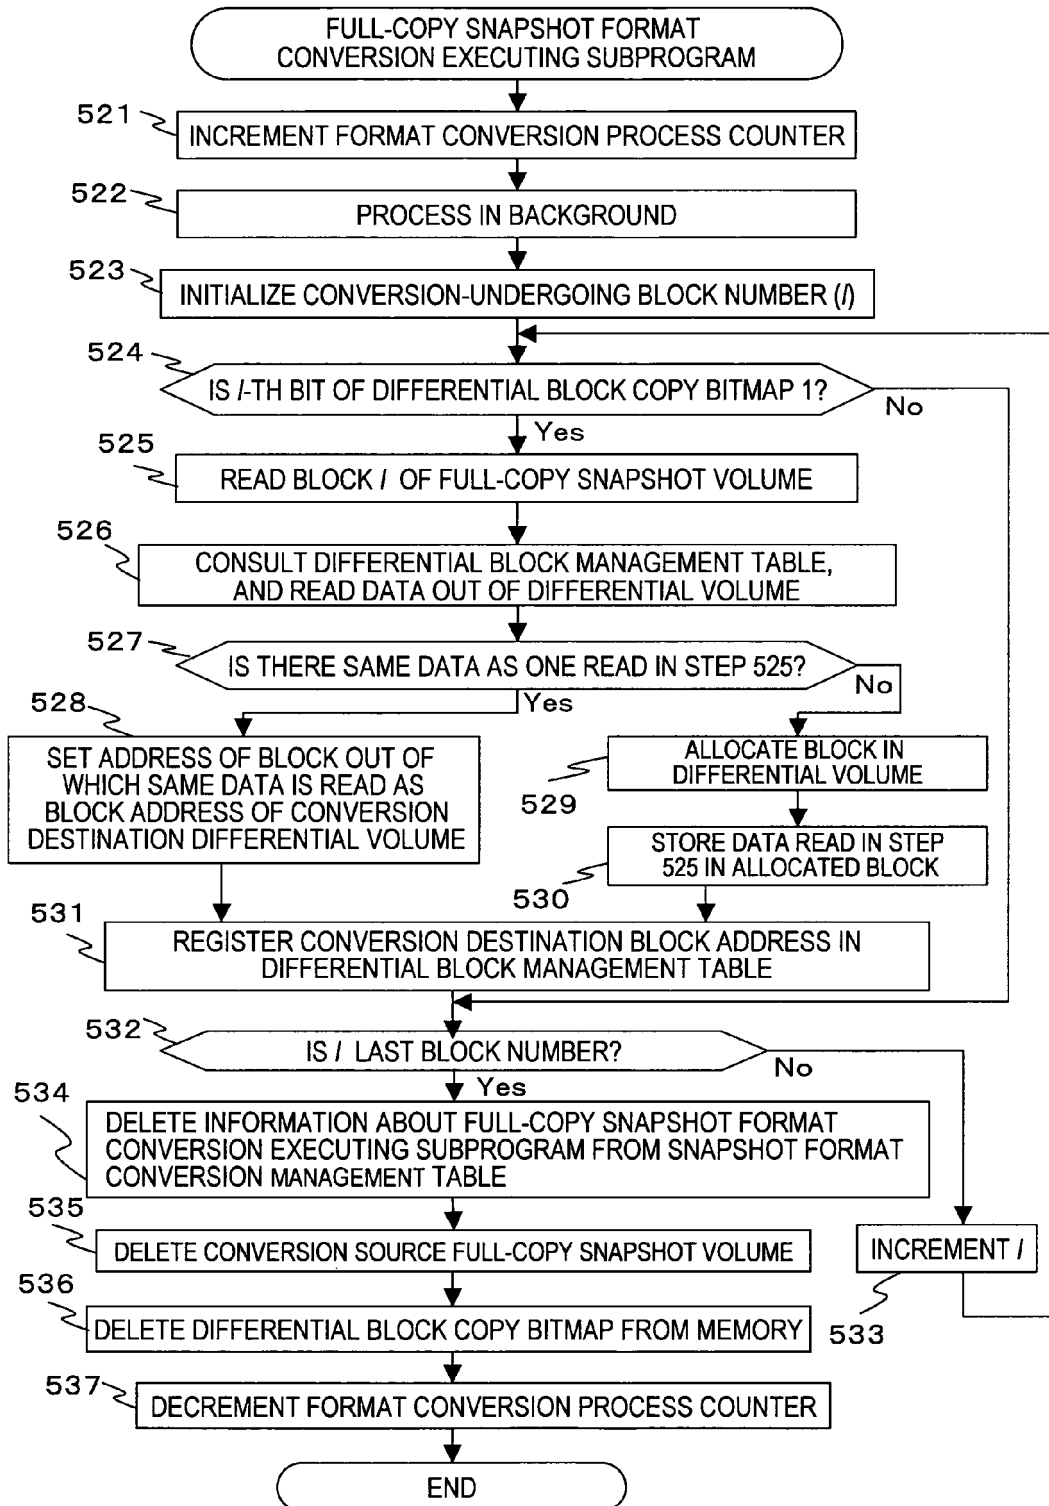 FULL-COPY SNAPSHOT FORMAT
CONVERSION EXECUTING SUBPROGRAM
521
INCREMENT FORMAT CONVERSION PROCESS COUNTER
522
PROCESS IN BACKGROUND
523
INITIALIZE CONVERSION-UNDERGOING BLOCK NUMBER (I)
524
IS I-TH BIT OF DIFFERENTIAL BLOCK COPY BITMAP 1?
No
Yes
525
READ BLOCK I OF FULL-COPY SNAPSHOT VOLUME
526
CONSULT DIFFERENTIAL BLOCK MANAGEMENT TABLE,
AND READ DATA OUT OF DIFFERENTIAL VOLUME
527
IS THERE SAME DATA AS ONE READ IN STEP 525?
No
Yes
528
SET ADDRESS OF BLOCK OUT OF
WHICH SAME DATA IS READ AS
BLOCK ADDRESS OF CONVERSION
DESTINATION DIFFERENTIAL VOLUME
ALLOCATE BLOCK IN
DIFFERENTIAL VOLUME
529
STORE DATA READ IN STEP
525 IN ALLOCATED BLOCK
530
531
REGISTER CONVERSION DESTINATION BLOCK ADDRESS IN
DIFFERENTIAL BLOCK MANAGEMENT TABLE
532
IS I LAST BLOCK NUMBER?
No
Yes
534
DELETE INFORMATION ABOUT FULL-COPY SNAPSHOT FORMAT
CONVERSION EXECUTING SUBPROGRAM FROM SNAPSHOT FORMAT
CONVERSION MANAGEMENT TABLE
535
DELETE CONVERSION SOURCE FULL-COPY SNAPSHOT VOLUME
INCREMENT I
533
536
DELETE DIFFERENTIAL BLOCK COPY BITMAP FROM MEMORY
537
DECREMENT FORMAT CONVERSION PROCESS COUNTER
END